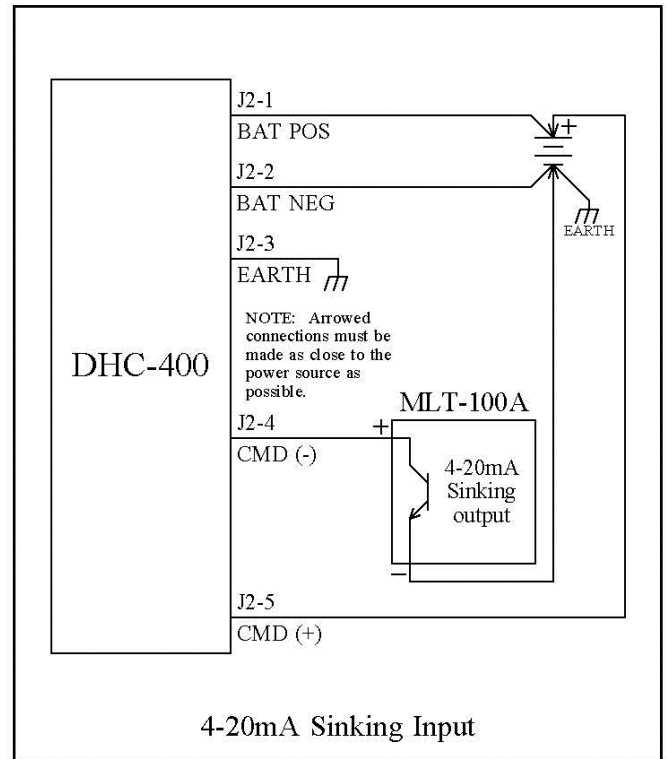 J2-1
BAT POS
+
J2-2
BAT NEG
EARTH
J2-3
EARTH
NOTE: Arrowed
connections must be
made as close to the
power source as
possible.
DHC-400
MLT-100A
J2-4
+
CMD (-)
4-20mA
Sinking
output
−
J2-5
CMD (+)
4-20mA Sinking Input